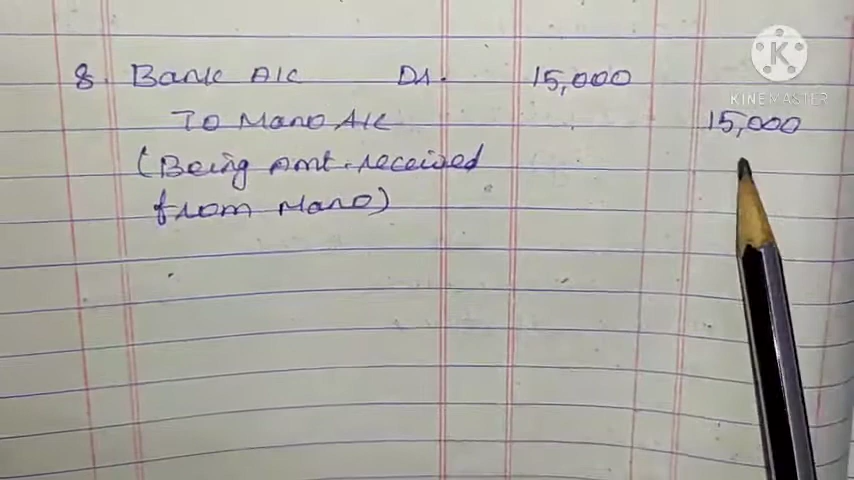 8. Bank A/c Dr. 15,000
To Mano A/c 15,000
(Being Amt. received
from Mano)
K
KINEMASTER